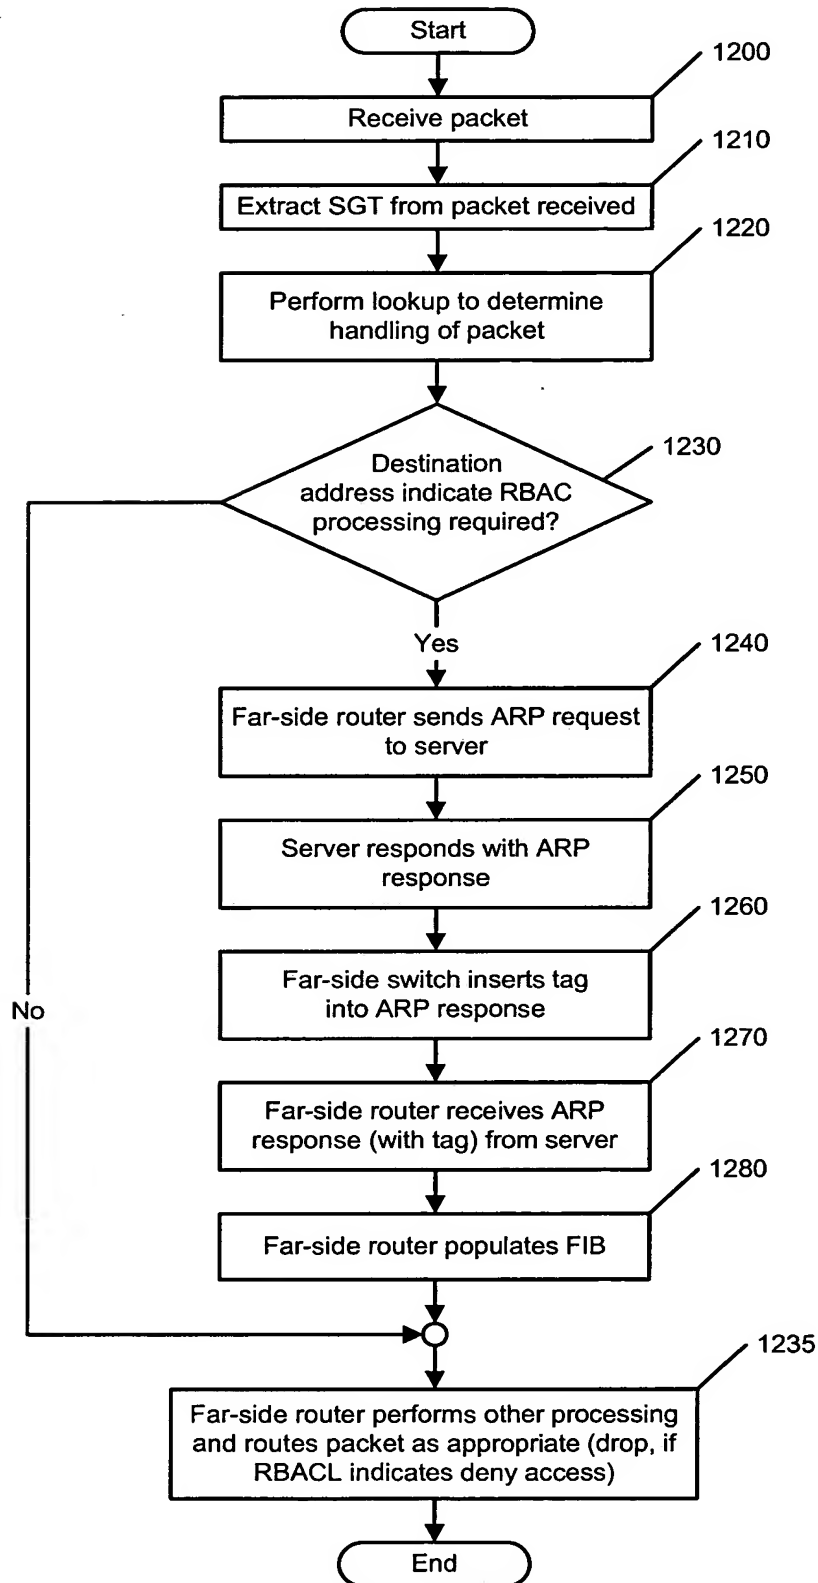 Start
1200
Receive packet
1210
Extract SGT from packet received
1220
Perform lookup to determine
handling of packet
1230
Destination
address indicate RBAC
processing required?
Yes
1240
Far-side router sends ARP request
to server
1250
Server responds with ARP
response
1260
Far-side switch inserts tag
into ARP response
No
1270
Far-side router receives ARP
response (with tag) from server
1280
Far-side router populates FIB
1235
Far-side router performs other processing
and routes packet as appropriate (drop, if
RBACL indicates deny access)
End